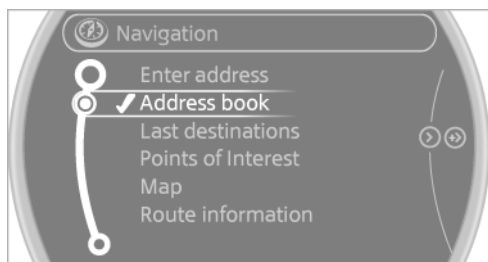 Navigation
Enter address
Address book
Last destinations
Points of Interest
Map
Route information